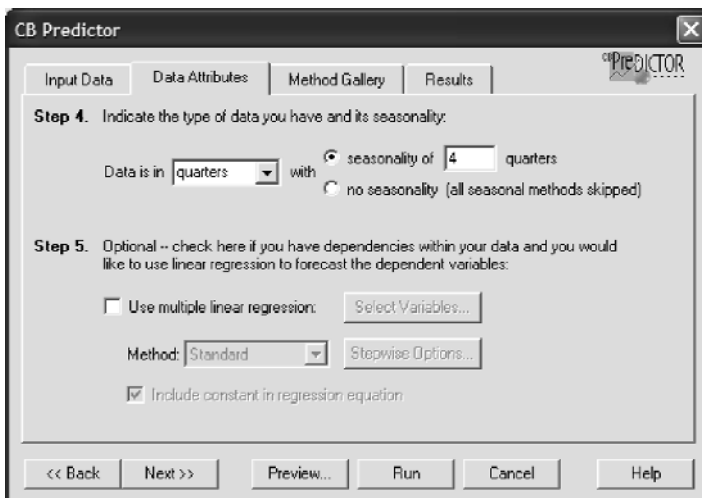 CB Predictor
CBPREDICTOR
Input Data Data Attributes Method Gallery Results
Step 4. Indicate the type of data you have and its seasonality:
Data is in quarters with
seasonality of 4 quarters
no seasonality (all seasonal methods skipped)
Step 5. Optional -- check here if you have dependencies within your data and you would
like to use linear regression to forecast the dependent variables:
Use multiple linear regression: Select Variables...
Method: Standard Stepwise Options...
Include constant in regression equation
<< Back Next >> Preview... Run Cancel Help